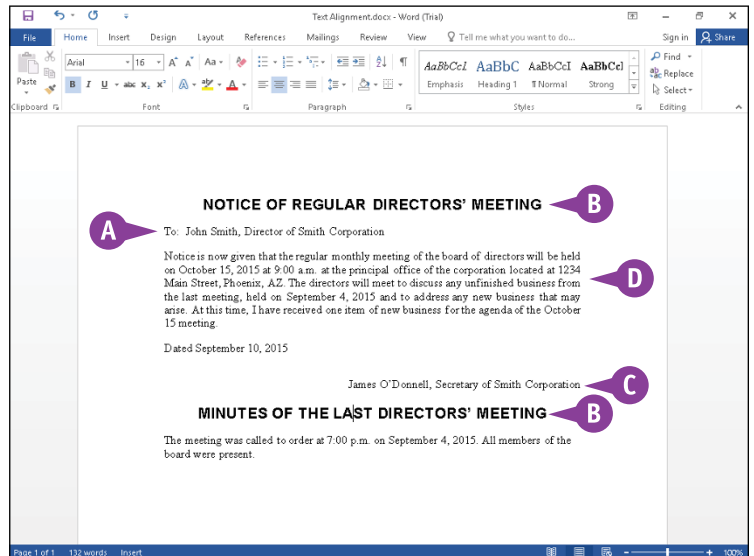 Text Alignment.docx - Word (Trial)
File Home Insert Design Layout References Mailings Review View Tell me what you want to do... Sign in Share
Paste
Arial 16 A A Aa
B I U abc x₂ x² A aby A
AaBbCcI AaBbC AaBbCcI AaBbCcI
Emphasis Heading 1 ¶ Normal Strong
Find
Replace
Select
Clipboard Font Paragraph Styles Editing
NOTICE OF REGULAR DIRECTORS’ MEETING B
A To: John Smith, Director of Smith Corporation
Notice is now given that the regular monthly meeting of the board of directors will be held
on October 15, 2015 at 9:00 a.m. at the principal office of the corporation located at 1234
Main Street, Phoenix, AZ. The directors will meet to discuss any unfinished business from D
the last meeting, held on September 4, 2015 and to address any new business that may
arise. At this time, I have received one item of new business for the agenda of the October
15 meeting.
Dated September 10, 2015
James O’Donnell, Secretary of Smith Corporation C
MINUTES OF THE LAST DIRECTORS’ MEETING B
The meeting was called to order at 7:00 p.m. on September 4, 2015. All members of the
board were present.
Page 1 of 1 132 words Insert 100%